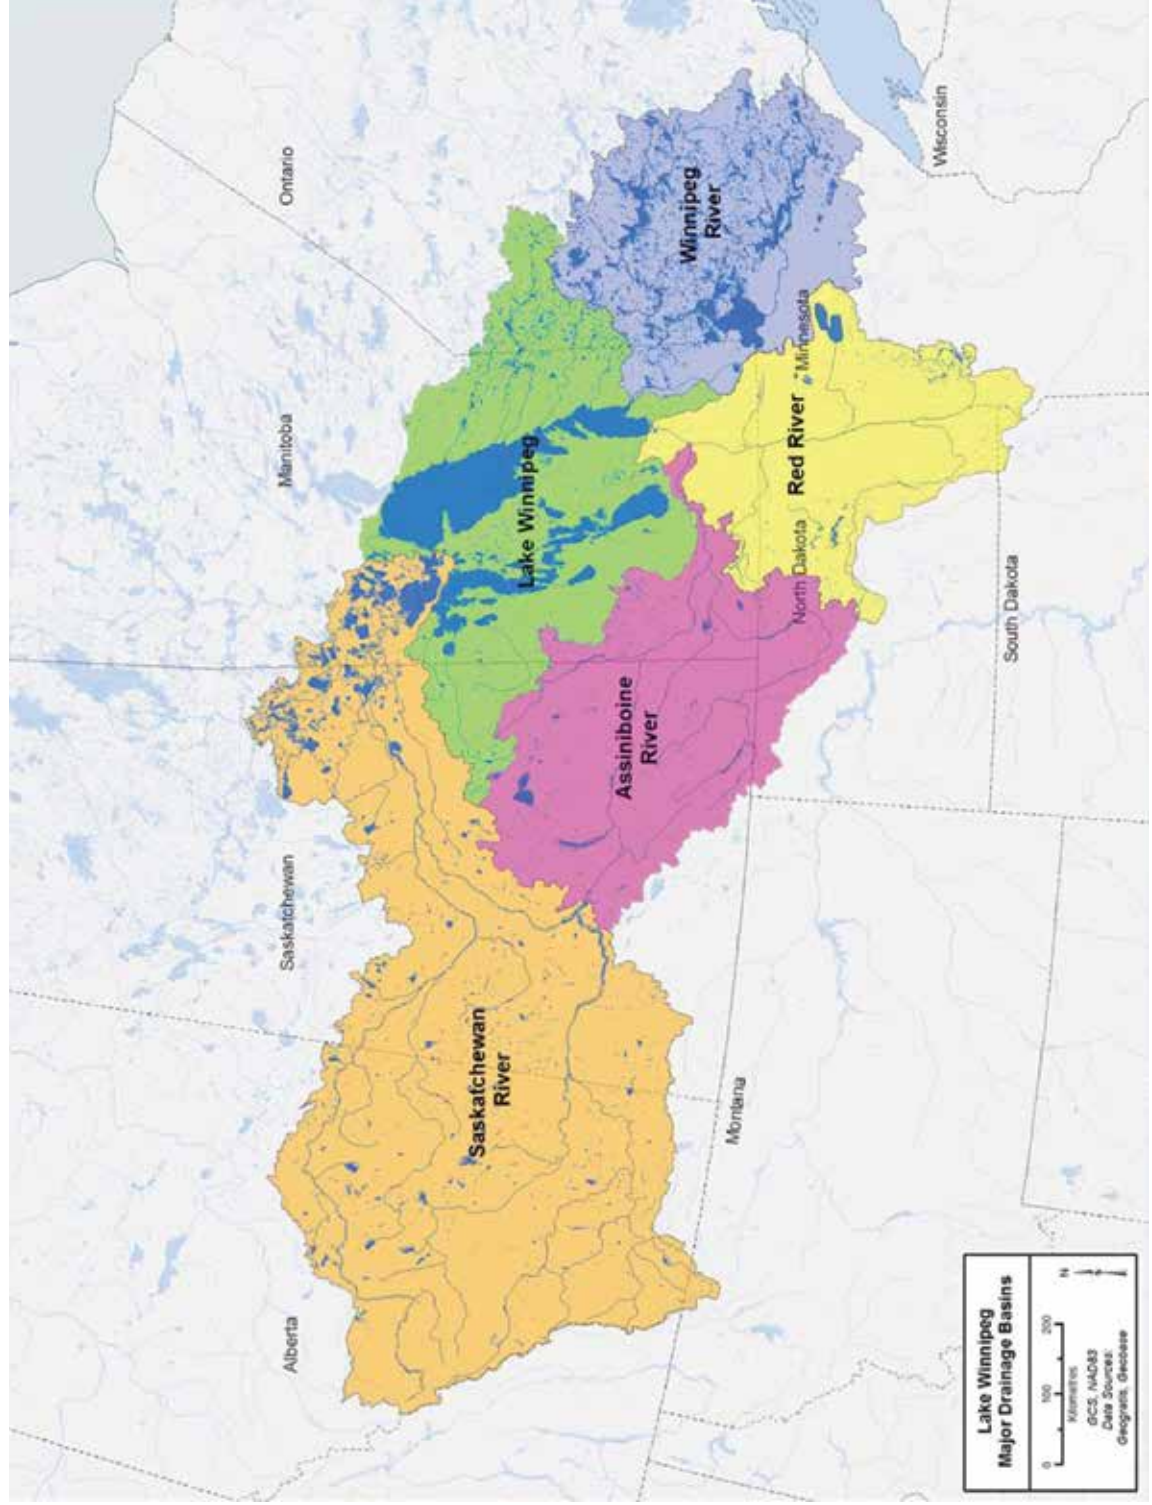 Ontario
Manitoba
Saskatchewan
Alberta
Winnipeg
River
Lake Winnipeg
Saskatchewan
River
Assiniboine
River
Red River
Minnesota
North Dakota
South Dakota
Wisconsin
Montana
Lake Winnipeg
Major Drainage Basins
0 100 200
Kilometres
N
GCS, NAD83
Data Sources:
Geogratis, Geobase